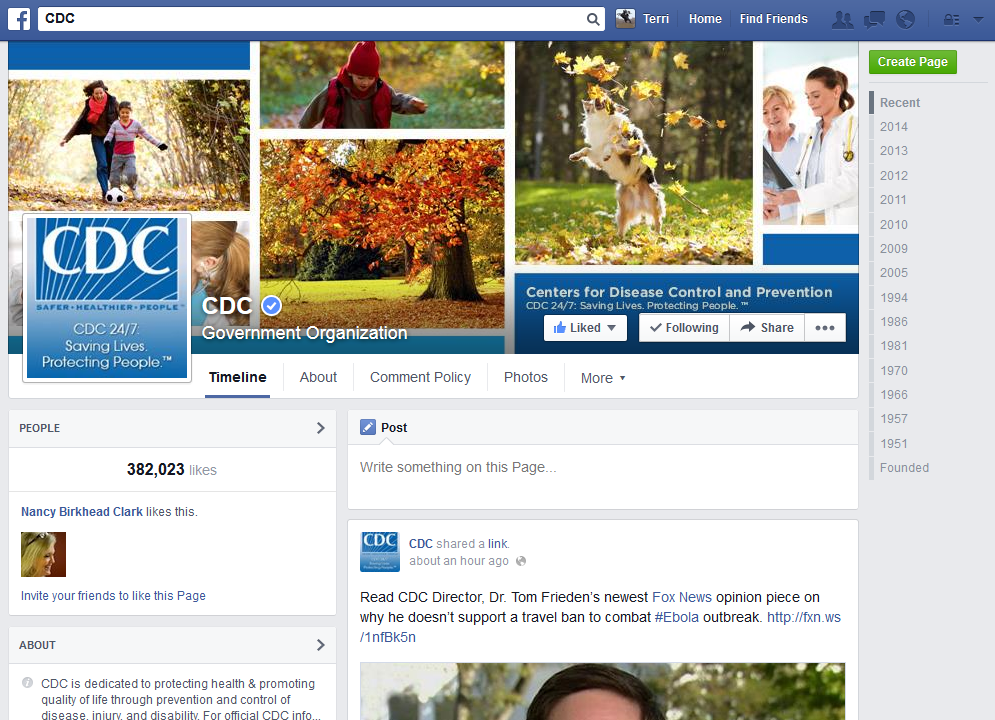 CDC
Terri
Home
Find Friends
Create Page
Recent
2014
2013
2012
2011
2010
2009
2005
1994
1986
1981
1970
1966
1957
1951
Founded
CDC
SAFER·HEALTHIER·PEOPLE™
CDC 24/7:
Saving Lives.
Protecting People.™
CDC
Government Organization
Centers for Disease Control and Prevention
CDC 24/7: Saving Lives. Protecting People.™
Liked
Following
Share
Timeline
About
Comment Policy
Photos
More
PEOPLE
382,023 likes
Nancy Birkhead Clark likes this.
Invite your friends to like this Page
ABOUT
CDC is dedicated to protecting health & promoting
quality of life through prevention and control of
disease, injury, and disability. For official CDC info...
Post
Write something on this Page...
CDC
CDC shared a link.
about an hour ago
Read CDC Director, Dr. Tom Frieden's newest Fox News opinion piece on
why he doesn't support a travel ban to combat #Ebola outbreak. http://fxn.ws
/1nfBk5n